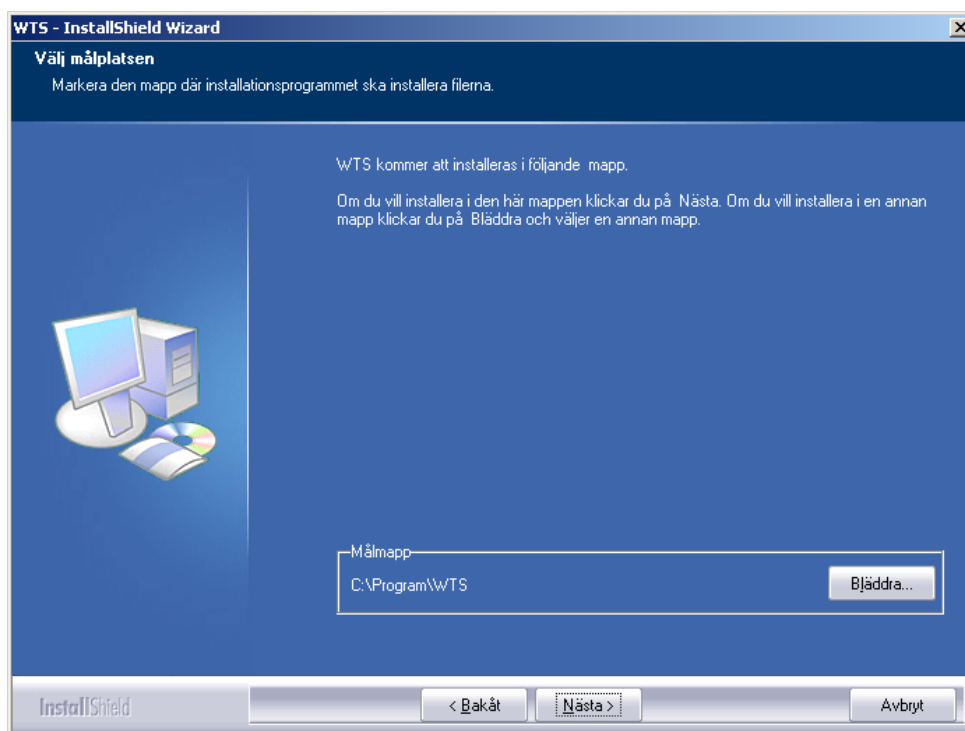 WTS - InstallShield Wizard
Välj målplatsen
Markera den mapp där installationsprogrammet ska installera filerna.
WTS kommer att installeras i följande  mapp.
Om du vill installera i den här mappen klickar du på  Nästa. Om du vill installera i en annan
mapp klickar du på  Bläddra och väljer en annan mapp.
Målmapp
C:\Program\WTS
Bläddra...
InstallShield
< Bakåt
Nästa >
Avbryt